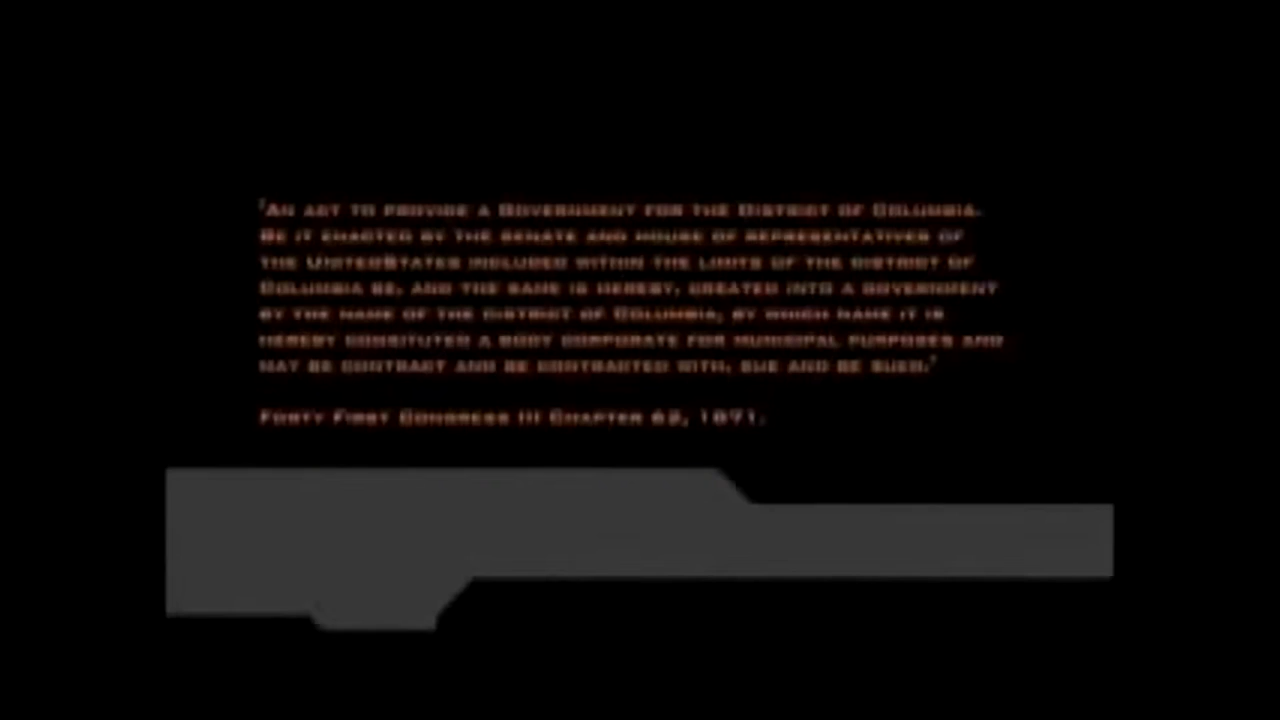 'An act to provide a Government for the District of Columbia.
Be it enacted by the senate and house of representatives of
the UnitedStates included within the limits of the district of
Columbia be, and the same is hereby, created into a government
by the name of the district of Columbia, by which name it is
hereby constituted a body corporate for municipal purposes and
may be contract and be contracted with, sue and be sued.'
Forty First Congress III Chapter 62, 1871.